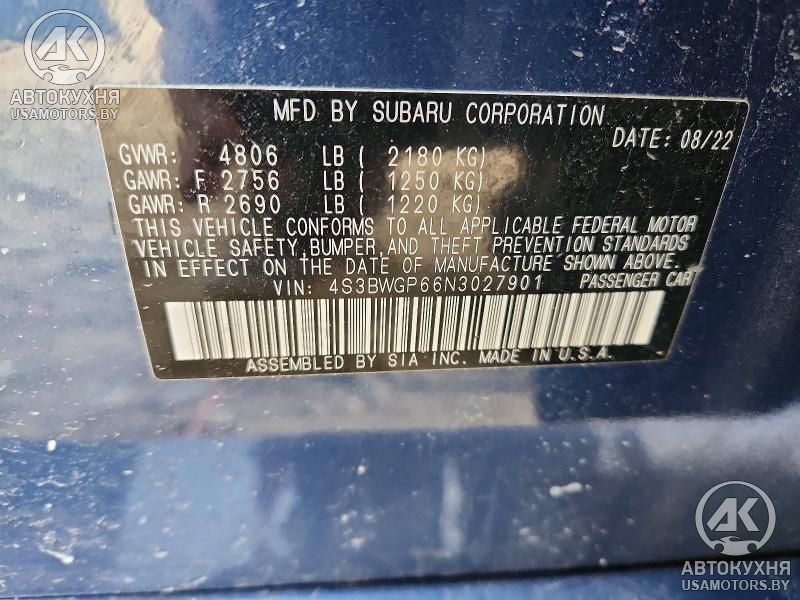 АК
АВТОКУХНЯ
USAMOTORS.BY
MFD BY SUBARU CORPORATION
DATE: 08/22
GVWR: 4806 LB ( 2180 KG)
GAWR: F 2756 LB ( 1250 KG)
GAWR: R 2690 LB ( 1220 KG)
THIS VEHICLE CONFORMS TO ALL APPLICABLE FEDERAL MOTOR
VEHICLE SAFETY, BUMPER, AND THEFT PREVENTION STANDARDS
IN EFFECT ON THE DATE OF MANUFACTURE SHOWN ABOVE.
VIN: 4S3BWGP66N3027901 PASSENGER CAR
ASSEMBLED BY SIA INC. MADE IN U.S.A.
АК
АВТОКУХНЯ
USAMOTORS.BY